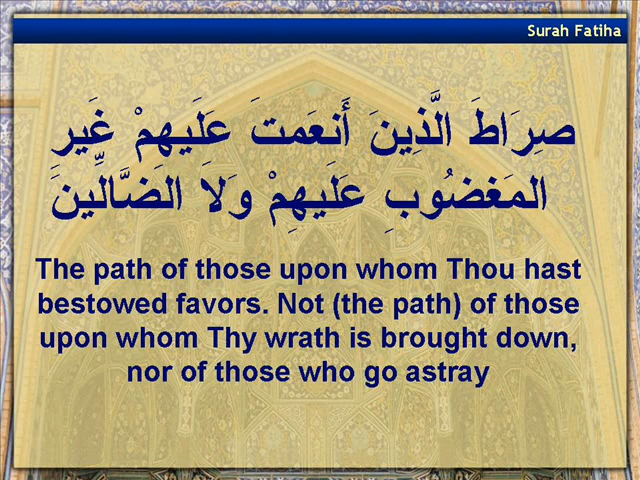 Surah Fatiha
صِرَاطَ الَّذِينَ أَنعَمتَ عَلَيهِمْ غَيرِ
المَغضُوبِ عَلَيهِمْ وَلاَ الضَّالِّينَ
The path of those upon whom Thou hast
bestowed favors. Not (the path) of those
upon whom Thy wrath is brought down,
nor of those who go astray